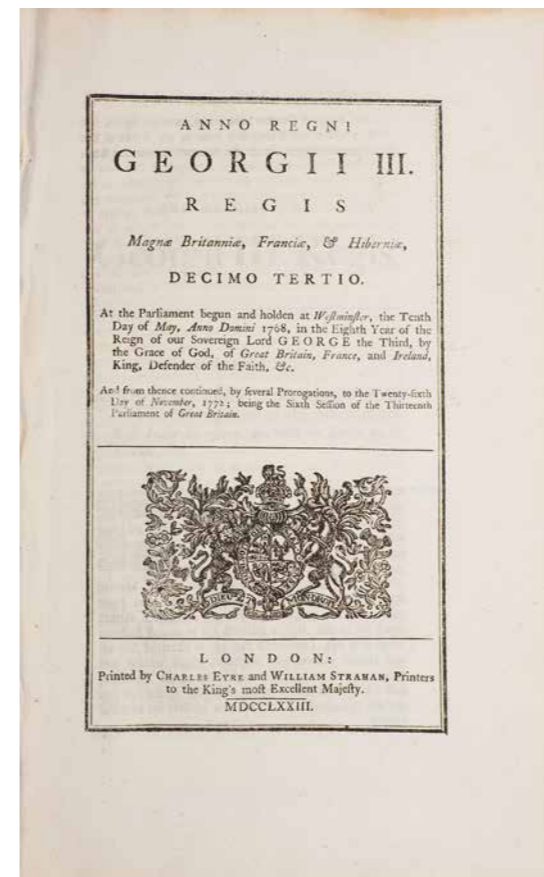 ANNO REGNI
GEORGII III.
REGIS
Magnæ Britanniæ, Franciæ, & Hiberniæ,
DECIMO TERTIO.
At the Parliament begun and holden at Weſtminſter, the Tenth
Day of May, Anno Domini 1768, in the Eighth Year of the
Reign of our Sovereign Lord GEORGE the Third, by
the Grace of God, of Great Britain, France, and Ireland,
King, Defender of the Faith, &c.
And from thence continued, by ſeveral Prorogations, to the Twenty-ſixth
Day of November, 1772; being the Sixth Seſſion of the Thirteenth
Parliament of Great Britain.
DIEU ET MON DROIT
LONDON:
Printed by CHARLES EYRE and WILLIAM STRAHAN, Printers
to the King's moſt Excellent Majeſty.
MDCCLXXIII.